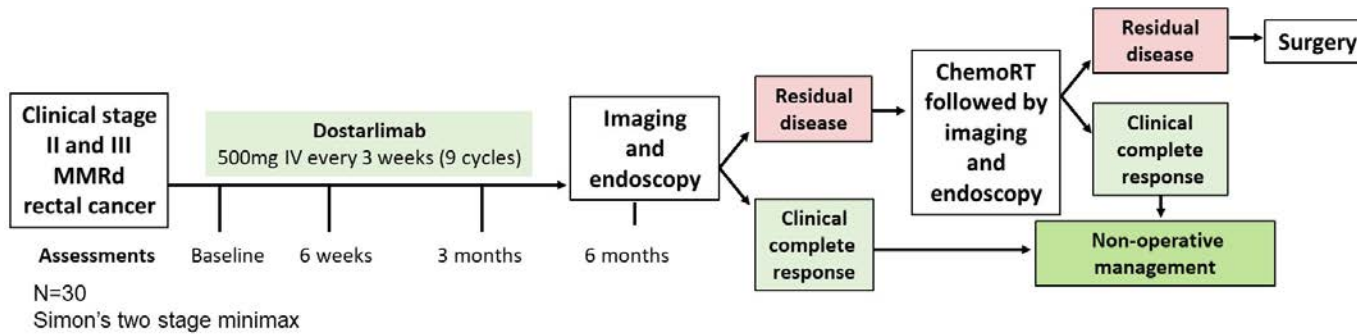 Clinical stage
II and III
MMRd
rectal cancer
Dostarlimab
500mg IV every 3 weeks (9 cycles)
Imaging
and
endoscopy
Residual
disease
Clinical
complete
response
ChemoRT
followed by
imaging
and
endoscopy
Residual
disease
Surgery
Clinical
complete
response
Non-operative
management
Assessments
Baseline
6 weeks
3 months
6 months
N=30
Simon's two stage minimax